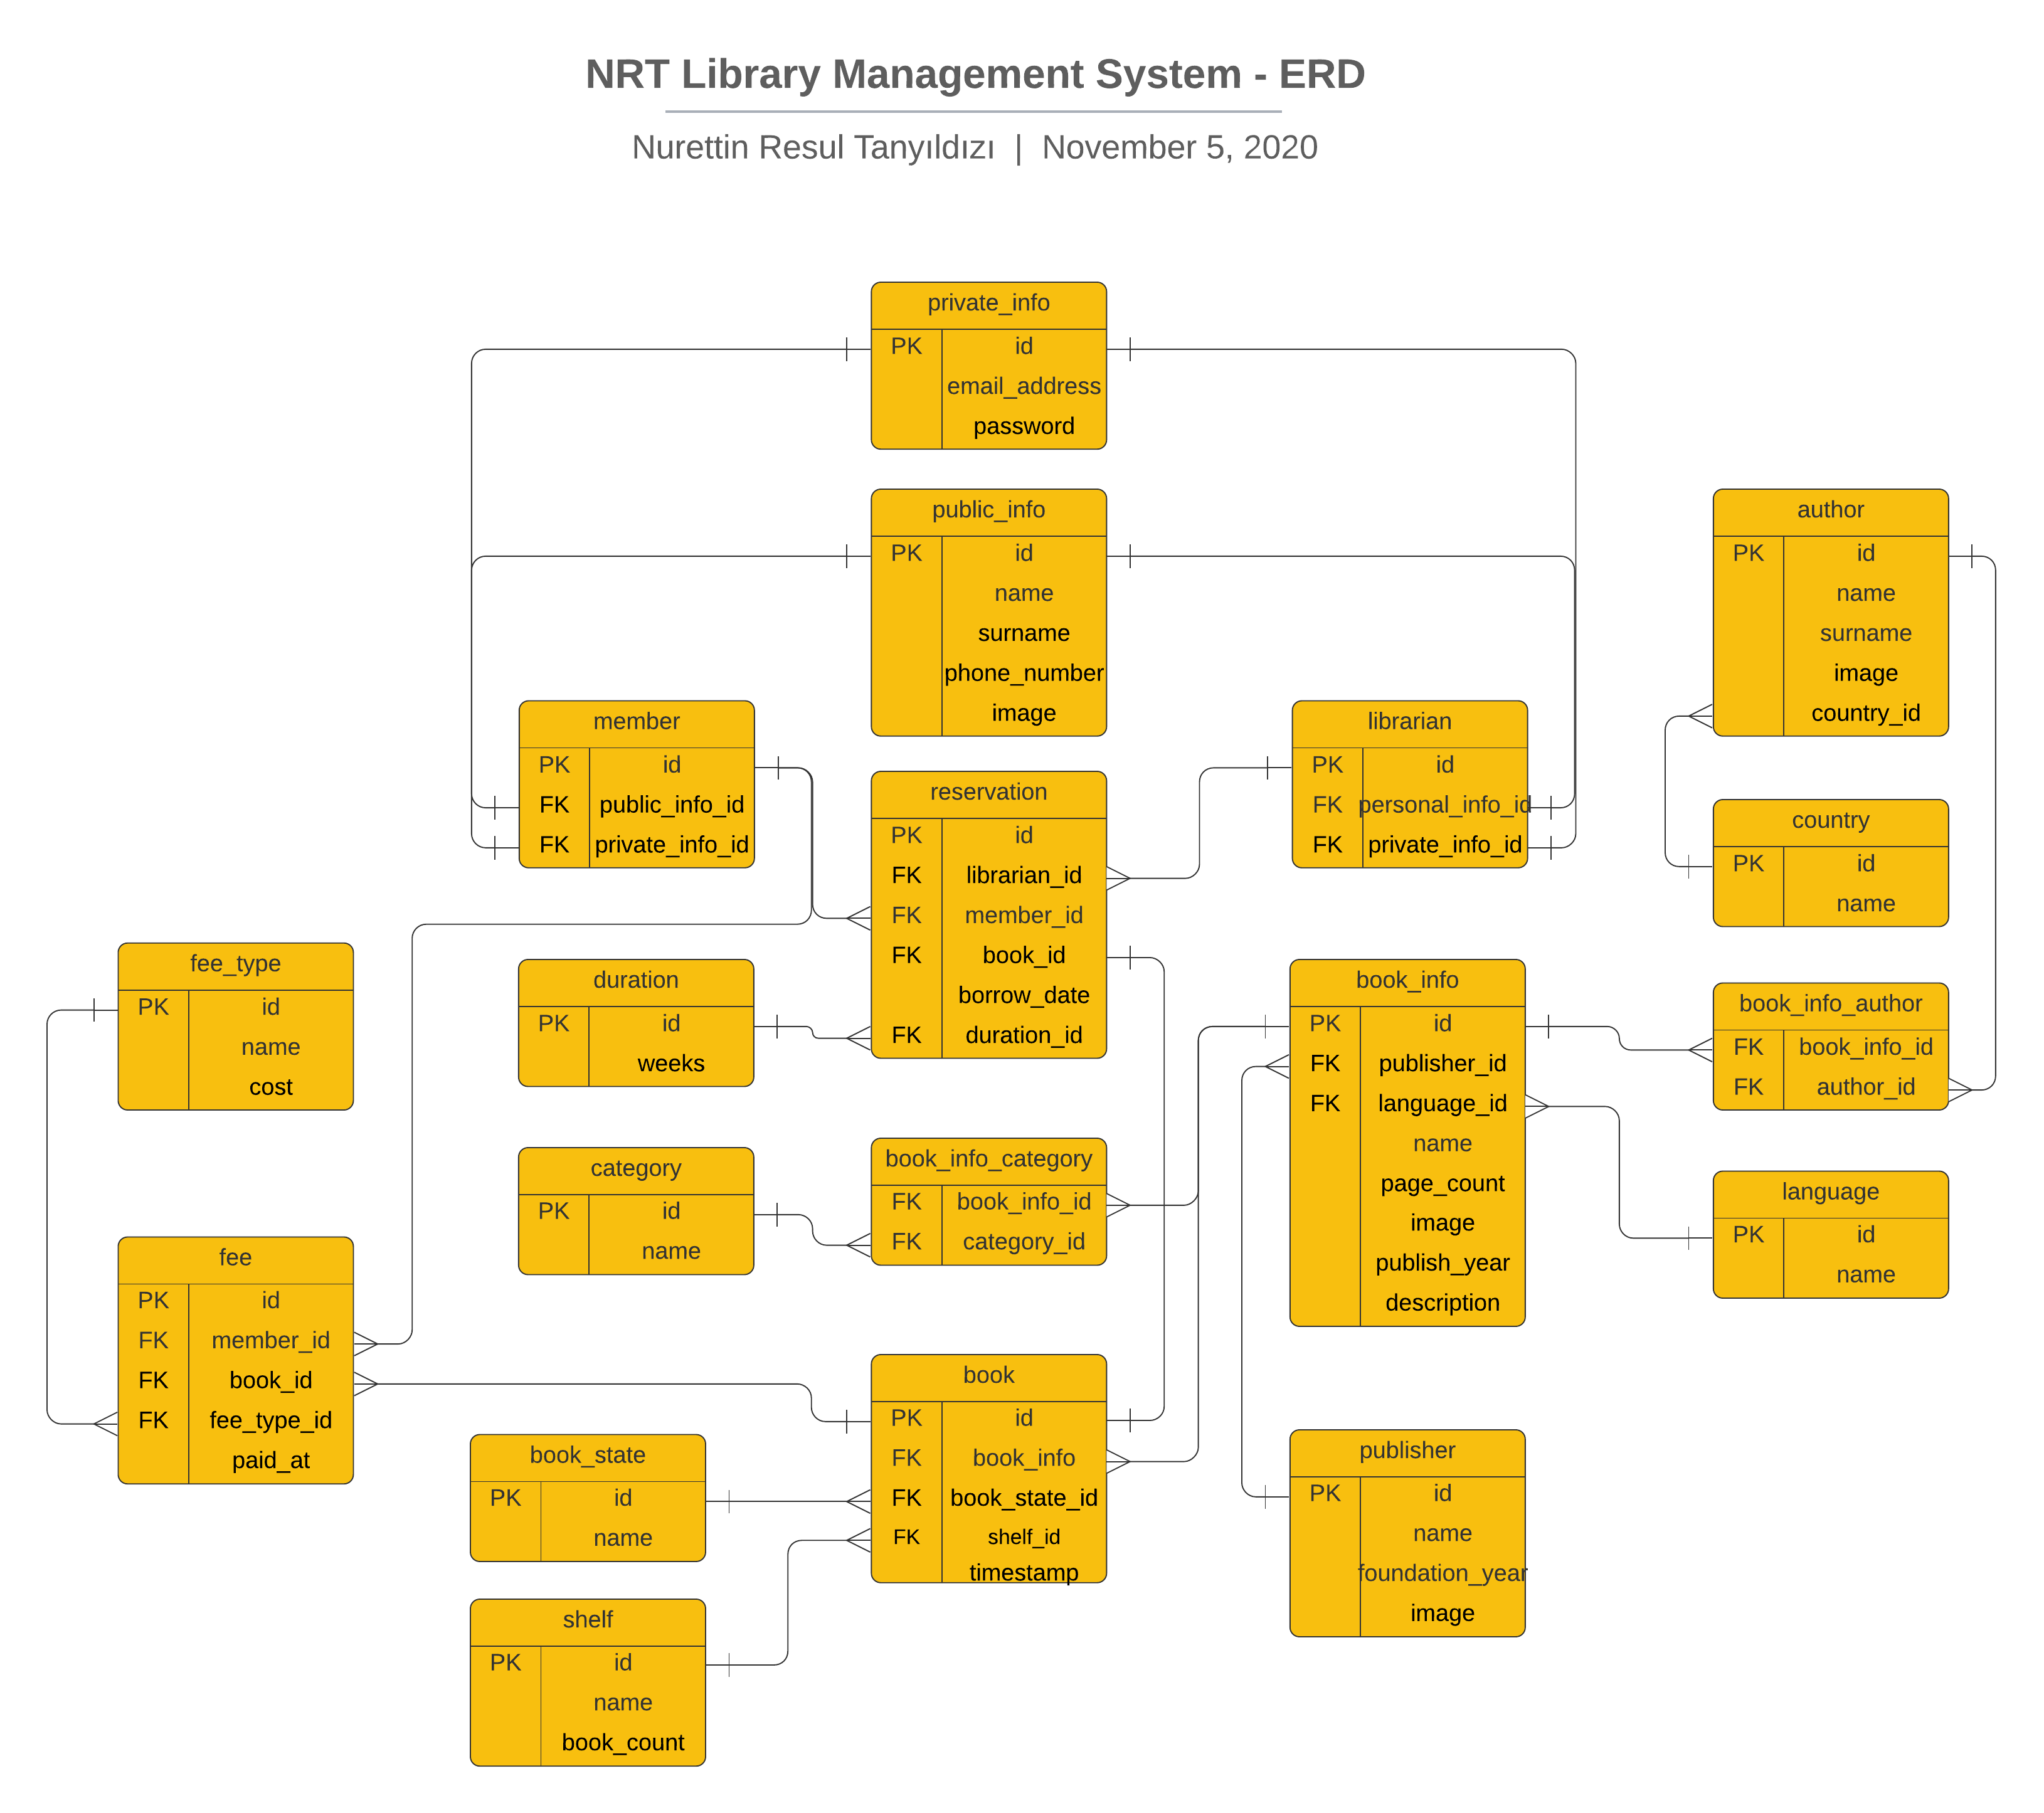 NRT Library Management System - ERD
Nurettin Resul Tanyıldızı | November 5, 2020
private_info
PK id
email_address
password
public_info
PK id
name
surname
phone_number
image
author
PK id
name
surname
image
country_id
member
PK id
FK public_info_id
FK private_info_id
librarian
PK id
FK personal_info_id
FK private_info_id
reservation
PK id
FK librarian_id
FK member_id
FK book_id
borrow_date
FK duration_id
country
PK id
name
fee_type
PK id
name
cost
duration
PK id
weeks
book_info
PK id
FK publisher_id
FK language_id
name
page_count
image
publish_year
description
book_info_author
FK book_info_id
FK author_id
category
PK id
name
book_info_category
FK book_info_id
FK category_id
language
PK id
name
fee
PK id
FK member_id
FK book_id
FK fee_type_id
paid_at
book
PK id
FK book_info
FK book_state_id
FK shelf_id
timestamp
book_state
PK id
name
publisher
PK id
name
foundation_year
image
shelf
PK id
name
book_count